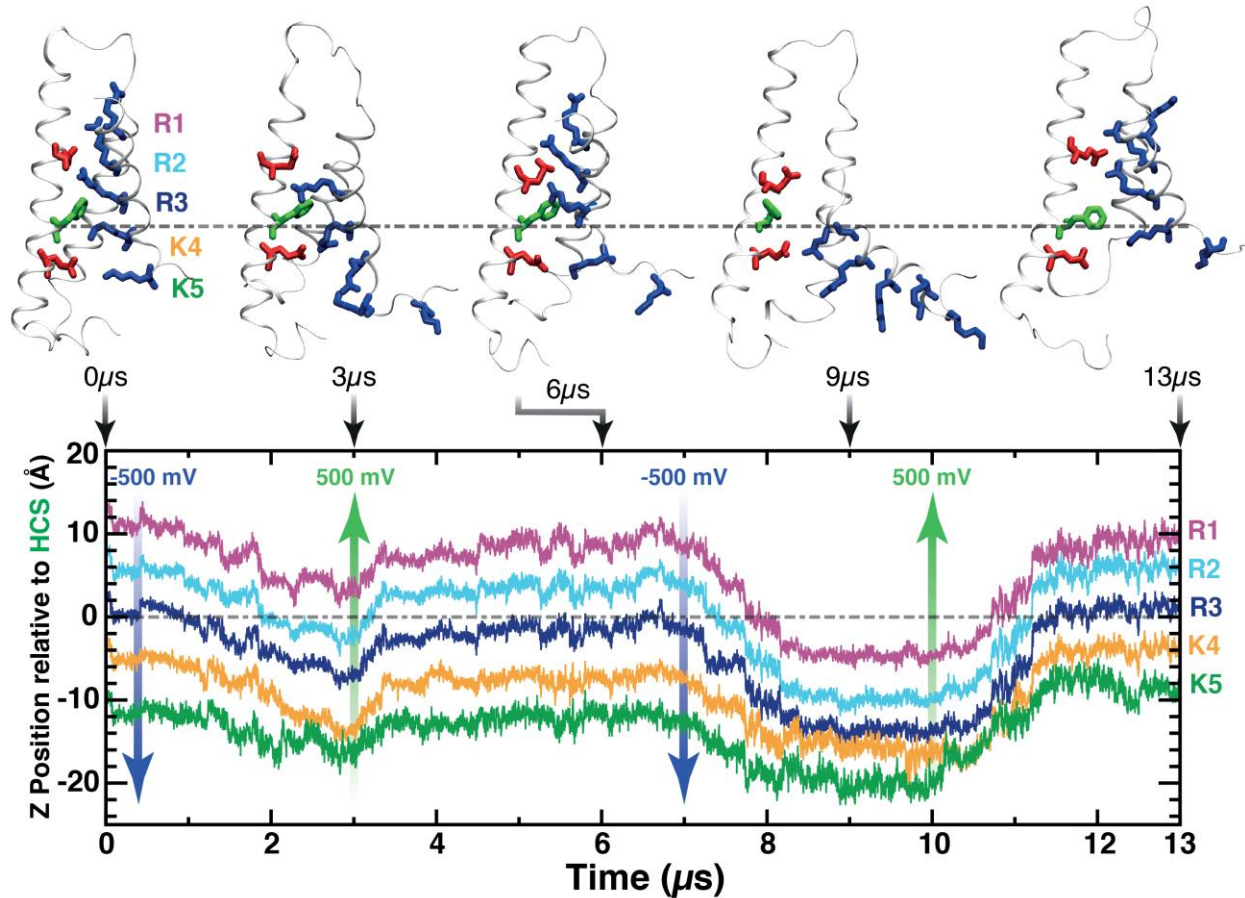 R1
R2
R3
K4
K5
0µs
3µs
6µs
9µs
13µs
-500 mV
500 mV
-500 mV
500 mV
Z Position relative to HCS (Å)
20
10
0
-10
-20
R1
R2
R3
K4
K5
0 2 4 6 8 10 12 13
Time (µs)